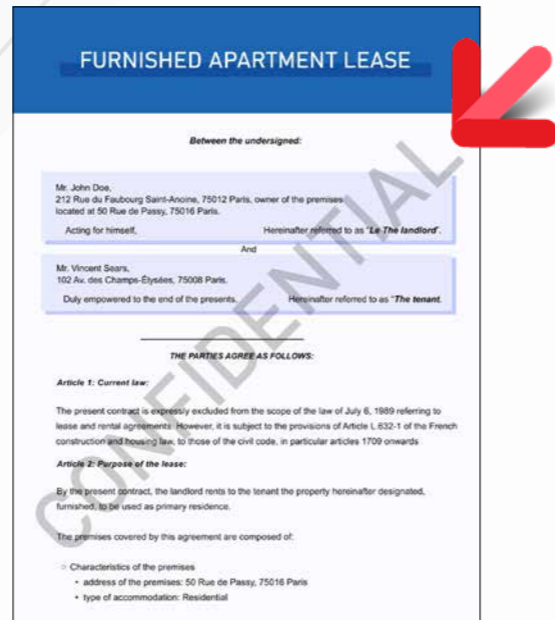 FURNISHED APARTMENT LEASE
Between the undersigned:
Mr. John Doe,
212 Rue du Faubourg Saint-Anoine, 75012 Paris, owner of the premises
located at 50 Rue de Passy, 75016 Paris.
Acting for himself, Hereinafter referred to as "Le The landlord".
And
Mr. Vincent Sears,
102 Av. des Champs-Élysées, 75008 Paris.
Duly empowered to the end of the presents. Hereinafter referred to as "The tenant.
THE PARTIES AGREE AS FOLLOWS:
Article 1: Current law:
The present contract is expressly excluded from the scope of the law of July 6, 1989 referring to
lease and rental agreements. However, it is subject to the provisions of Article L.632-1 of the French
construction and housing law, to those of the civil code, in particular articles 1709 onwards
Article 2: Purpose of the lease:
By the present contract, the landlord rents to the tenant the property hereinafter designated,
furnished, to be used as primary residence.
The premises covered by this agreement are composed of:
○ Characteristics of the premises
• address of the premises: 50 Rue de Passy, 75016 Paris
• type of accommodation: Residential
CONFIDENTIAL